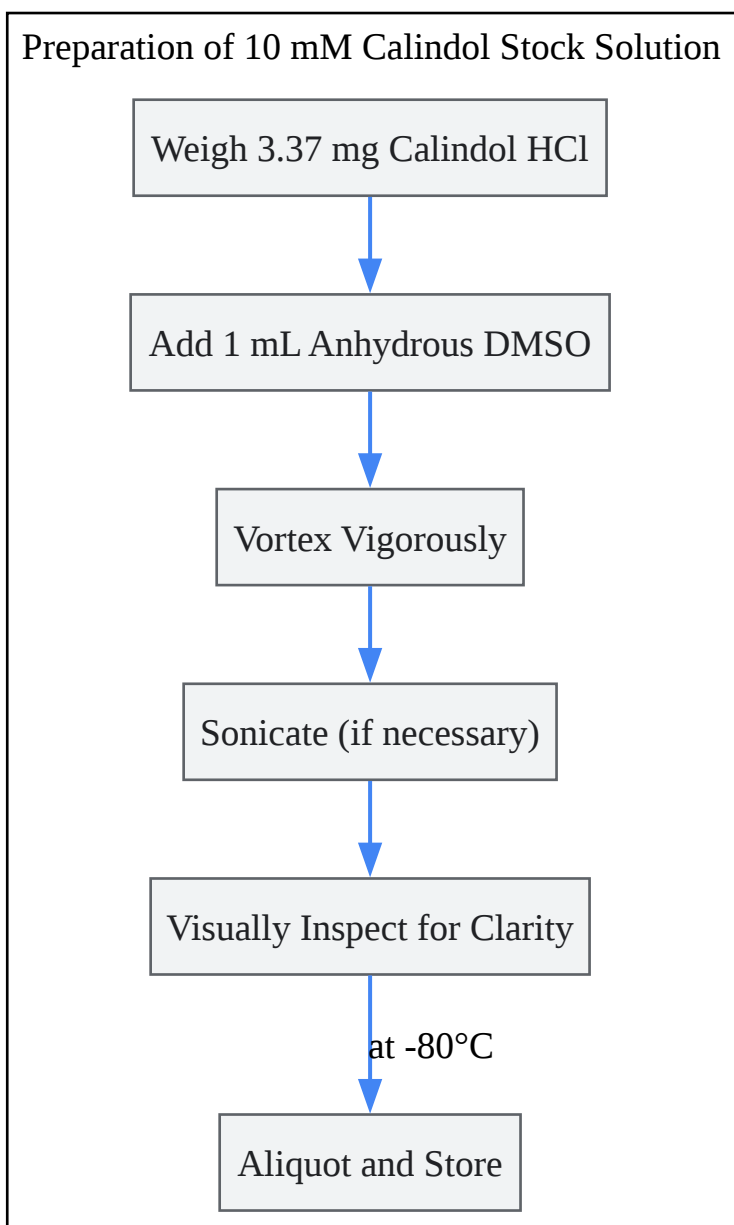 Preparation of 10 mM Calindol Stock Solution
Weigh 3.37 mg Calindol HCl
Add 1 mL Anhydrous DMSO
Vortex Vigorously
Sonicate (if necessary)
Visually Inspect for Clarity
at -80°C
Aliquot and Store